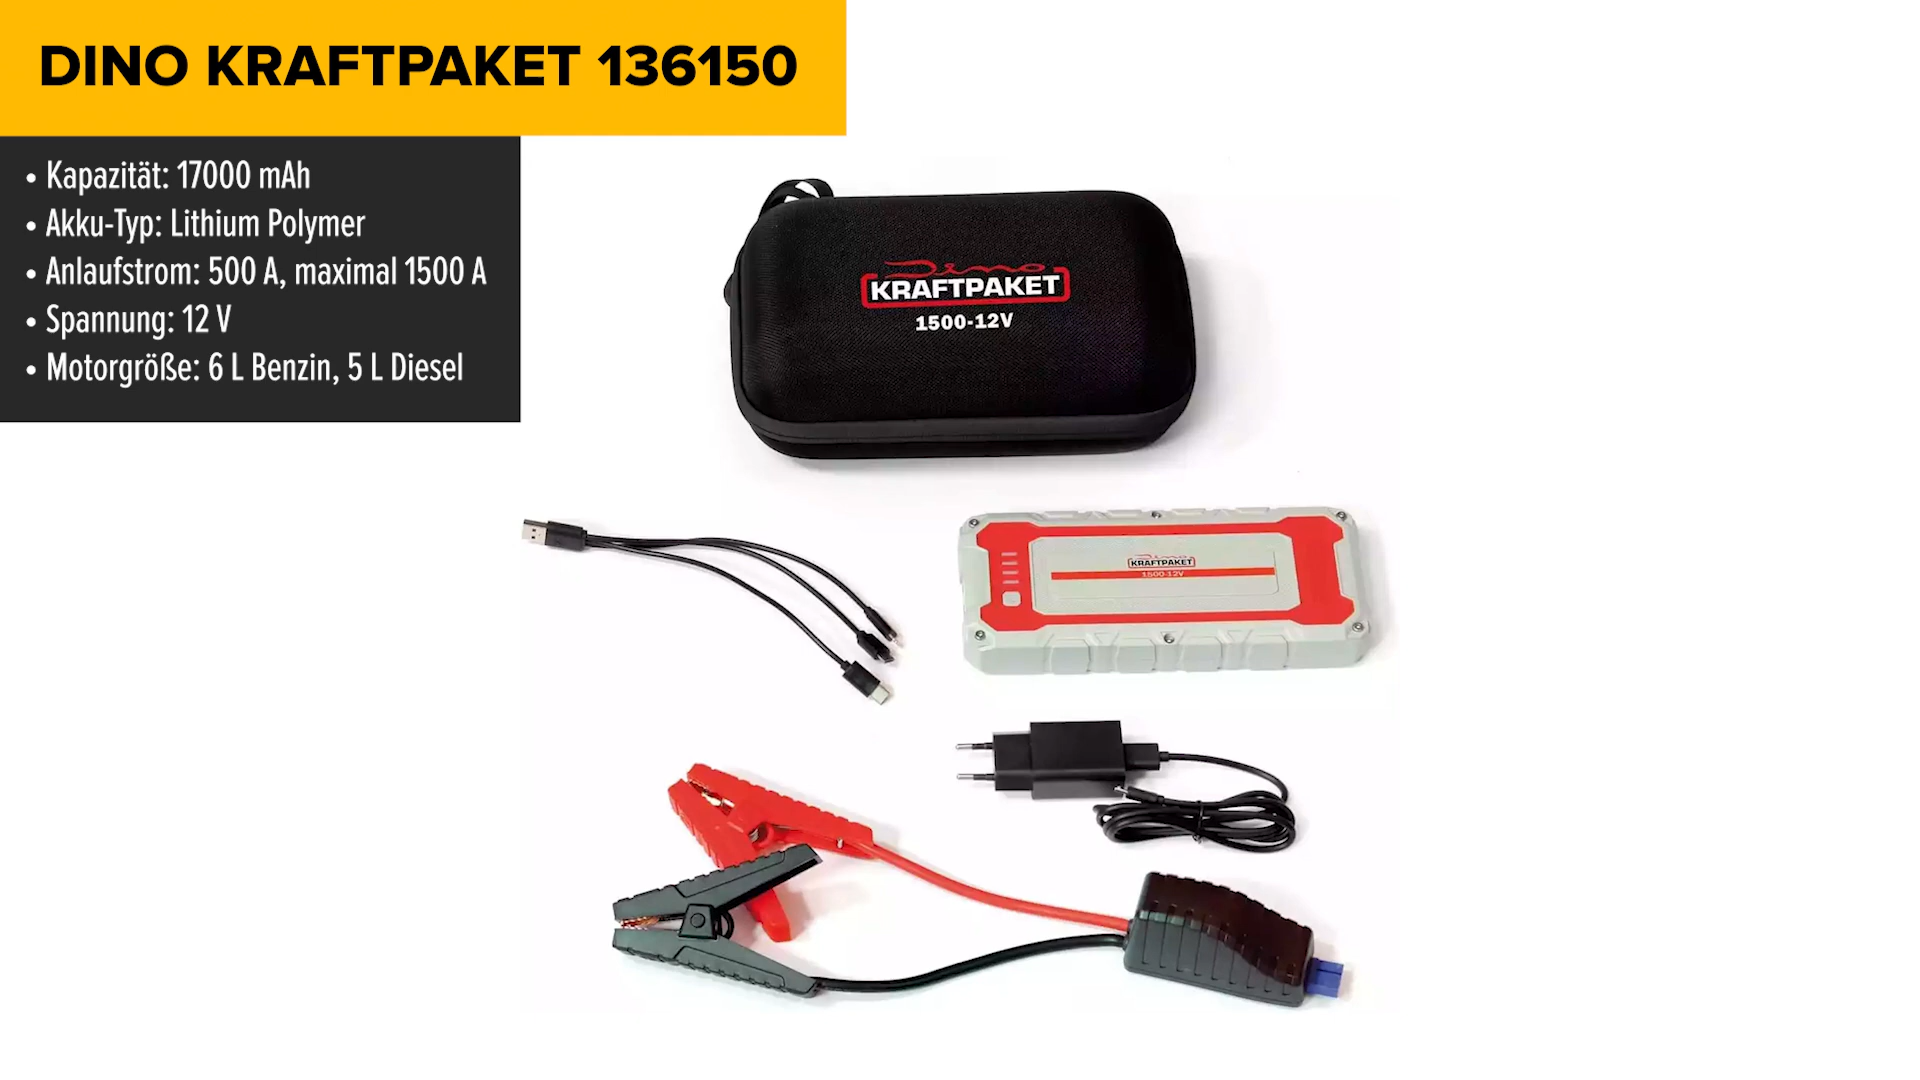 DINO KRAFTPAKET 136150
• Kapazität: 17000 mAh
• Akku-Typ: Lithium Polymer
• Anlaufstrom: 500 A, maximal 1500 A
• Spannung: 12 V
• Motorgröße: 6 L Benzin, 5 L Diesel
Dino
KRAFTPAKET
1500-12V
Dino
KRAFTPAKET
1500-12V